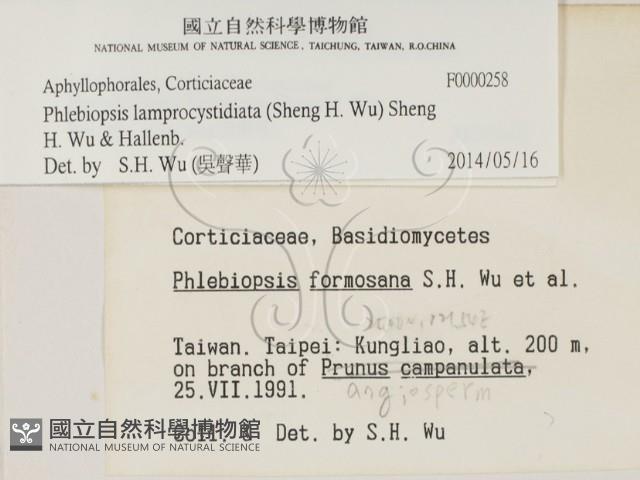 國立自然科學博物館
NATIONAL MUSEUM OF NATURAL SCIENCE, TAICHUNG, TAIWAN, R.O.CHINA
Aphyllophorales, Corticiaceae F0000258
Phlebiopsis lamprocystidiata (Sheng H. Wu) Sheng
H. Wu & Hallenb.
Det. by S.H. Wu (吳聲華) 2014/05/16
Corticiaceae, Basidiomycetes
Phlebiopsis formosana S.H. Wu et al.
Taiwan. Taipei: Kungliao, alt. 200 m,
on branch of Prunus campanulata,
angiosperm
25.VII.1991.
Coll. & Det. by S.H. Wu
國立自然科學博物館
NATIONAL MUSEUM OF NATURAL SCIENCE